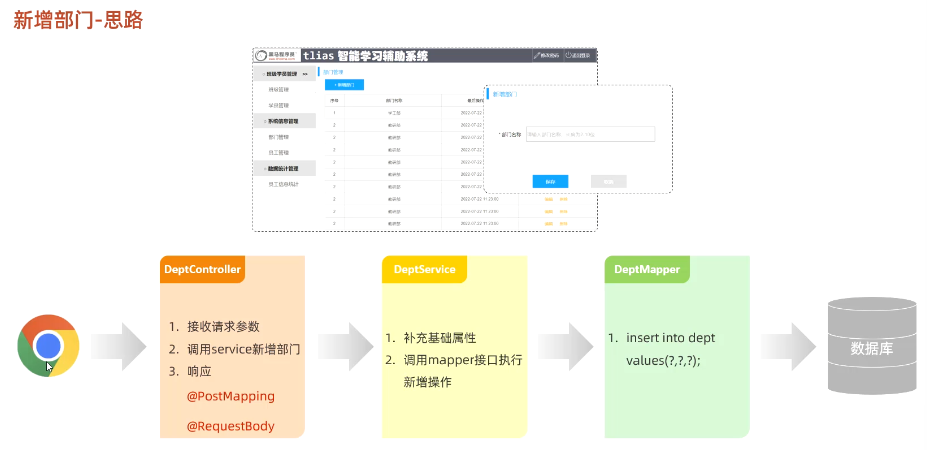 新增部门-思路
黑马程序员
tlias 智能学习辅助系统
修改密码
退出登录
班级学员管理
班级管理
学员管理
系统信息管理
部门管理
员工管理
数据统计管理
员工信息统计
部门管理
+ 新增部门
序号 部门名称
1 学工部 2022-07-22
2 教研部 2022-07-22
2 教研部 2022-07-22
2 教研部 2022-07-22
2 教研部 2022-07-22
2 教研部 2022-07-22
2 教研部 2022-07-22
2 教研部 2022-07-22 11:23:00 编辑 删除
2 教研部 2022-07-22 11:23:00 编辑 删除
2 教研部 2022-07-22 11:23:00 编辑 删除
新增部门
* 部门名称
保存
DeptController
1. 接收请求参数
2. 调用service新增部门
3. 响应
@PostMapping
@RequestBody
DeptService
1. 补充基础属性
2. 调用mapper接口执行
新增操作
DeptMapper
1. insert into dept
values(?,?,?);
数据库